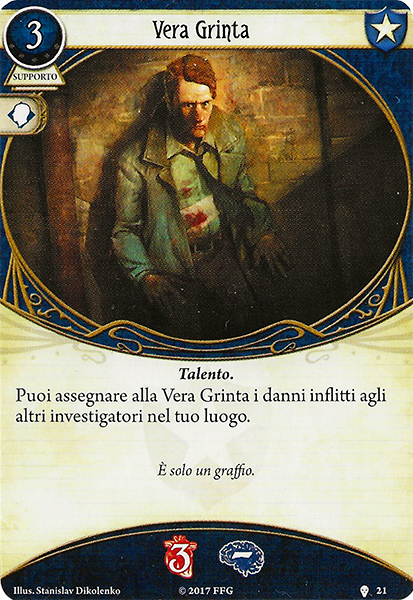 3
Vera Grinta
SUPPORTO
Talento.
Puoi assegnare alla Vera Grinta i danni inflitti agli
altri investigatori nel tuo luogo.
È solo un graffio.
3
Illus. Stanislav Dikolenko
© 2017 FFG
21